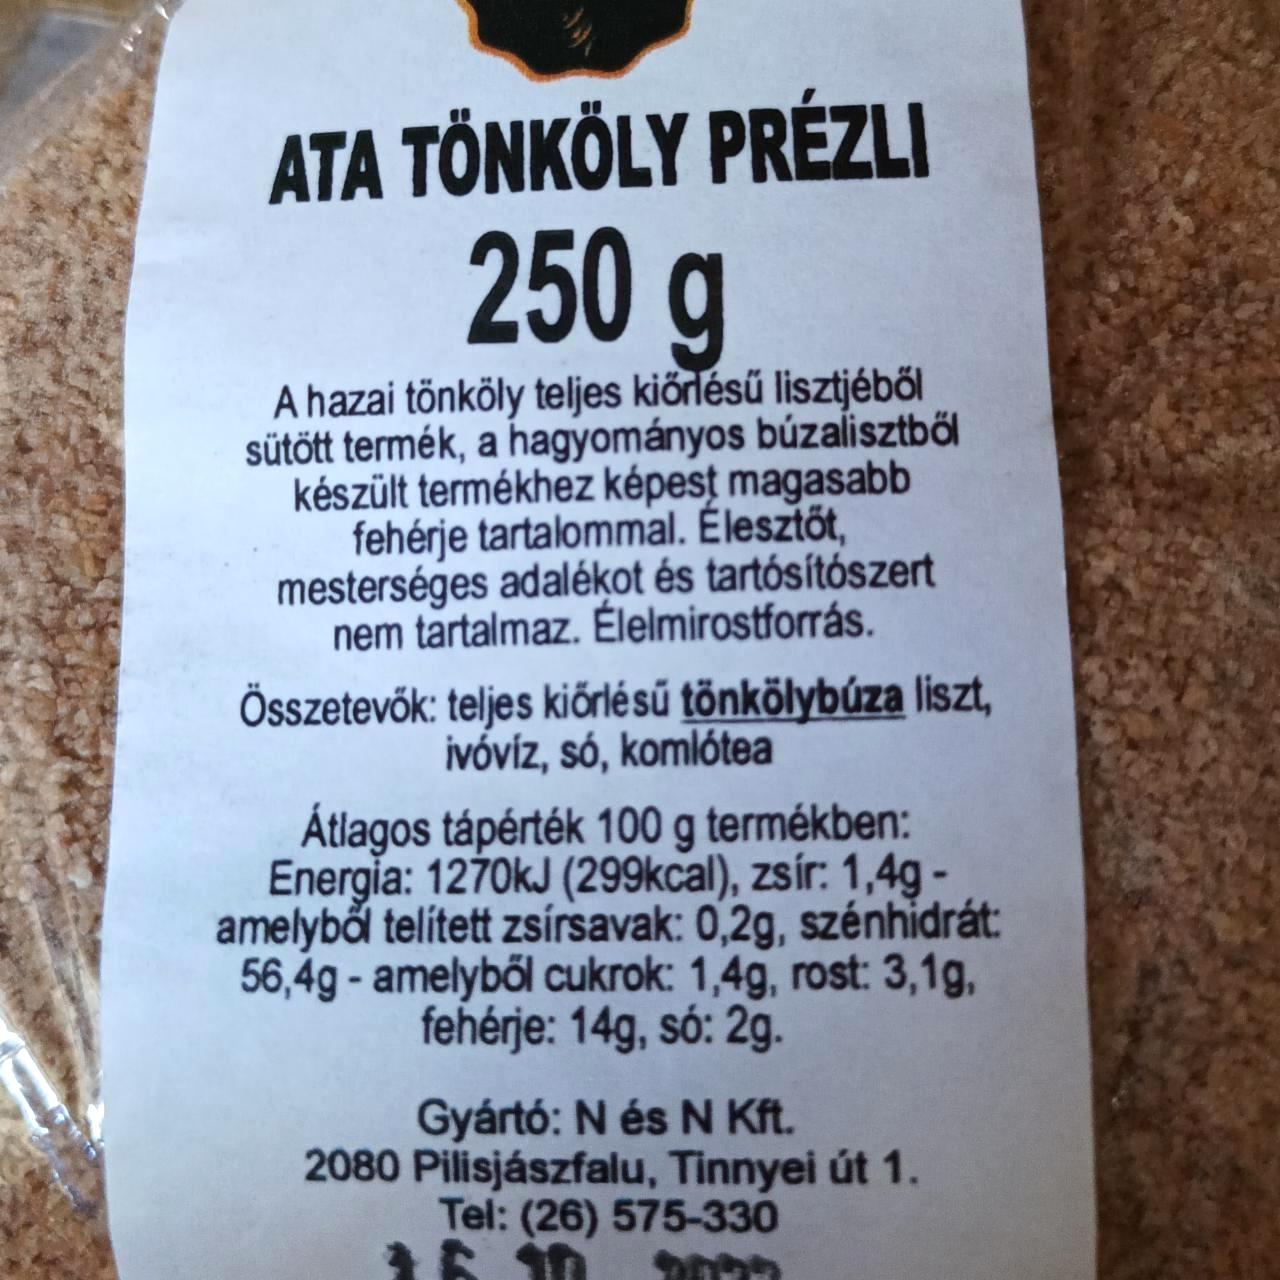 ATA TÖNKÖLY PRÉZLI
250 g
A hazai tönköly teljes kiőrlésű lisztjéből
sütött termék, a hagyományos búzalisztből
készült termékhez képest magasabb
fehérje tartalommal. Élesztőt,
mesterséges adalékot és tartósítószert
nem tartalmaz. Élelmirostforrás.
Összetevők: teljes kiőrlésű tönkölybúza liszt,
ivóvíz, só, komlótea
Átlagos tápérték 100 g termékben:
Energia: 1270kJ (299kcal), zsír: 1,4g -
amelyből telített zsírsavak: 0,2g, szénhidrát:
56,4g - amelyből cukrok: 1,4g, rost: 3,1g,
fehérje: 14g, só: 2g.
Gyártó: N és N Kft.
2080 Pilisjászfalu, Tinnyei út 1.
Tel: (26) 575-330